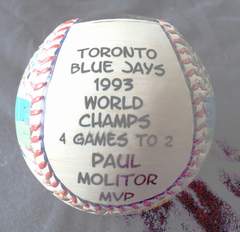 TORONTO
BLUE JAYS
1993
WORLD
CHAMPS
4 GAMES TO 2
PAUL
MOLITOR
MVP